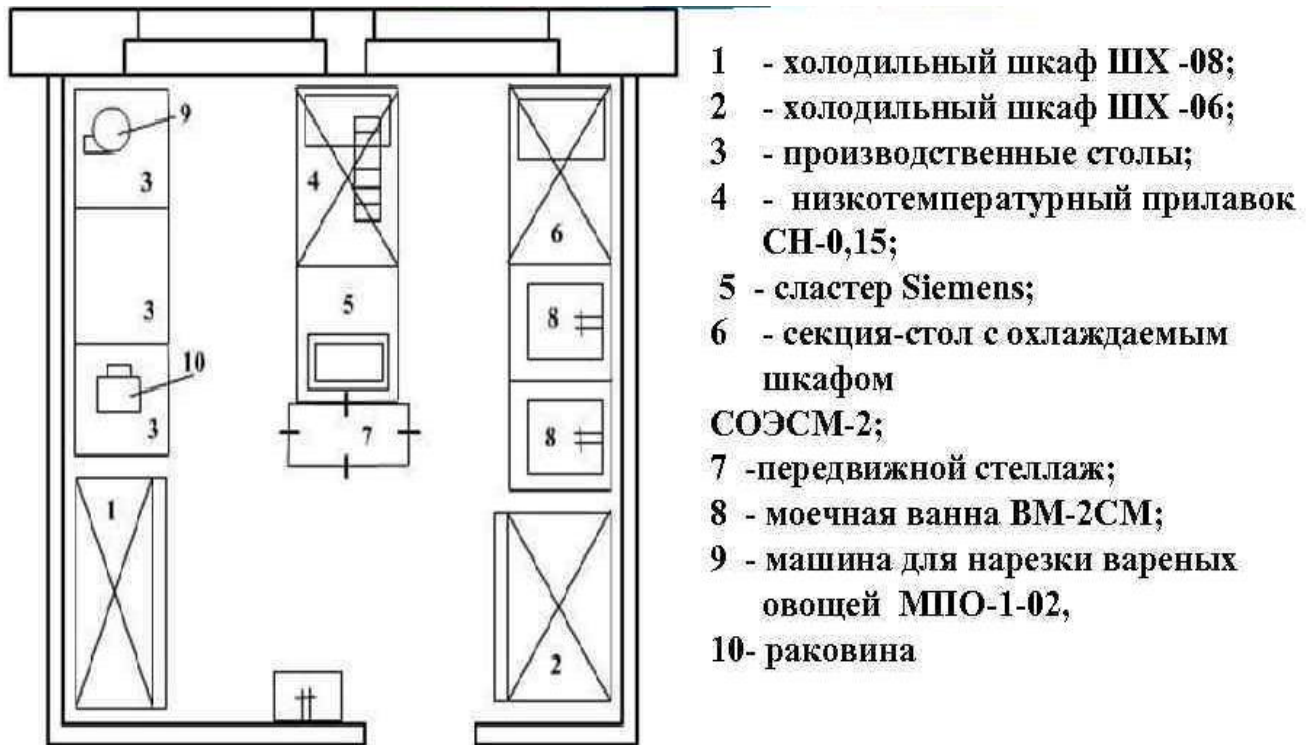 9
3
4
6
3
5
8
10
3
7
8
1
2
1 - холодильный шкаф ШХ -08;
2 - холодильный шкаф ШХ -06;
3 - производственные столы;
4 - низкотемпературный прилавок
СН-0,15;
5 - сластер Siemens;
6 - секция-стол с охлаждаемым
шкафом
СОЭСМ-2;
7 -передвижной стеллаж;
8 - моечная ванна ВМ-2СМ;
9 - машина для нарезки вареных
овощей МПО-1-02,
10- раковина